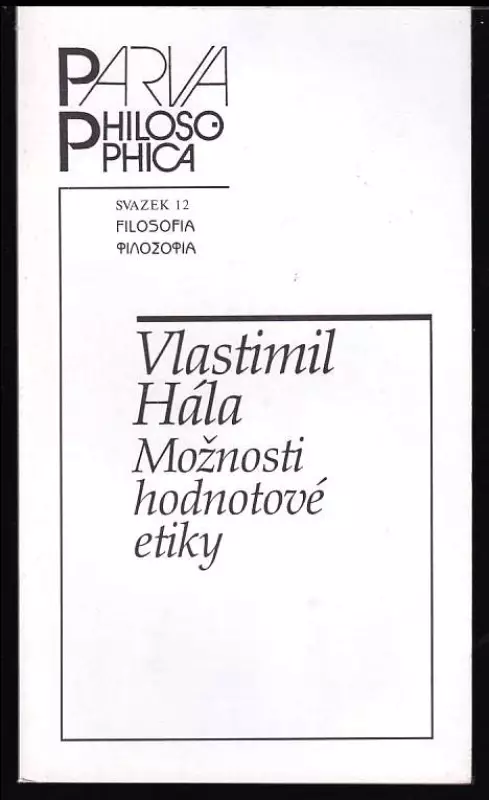 PARVA
PHILOSO-
PHICA
SVAZEK 12
FILOSOFIA
ΦΙΛΟΣΟΦΙΑ
Vlastimil
Hála
Možnosti
hodnotové
etiky